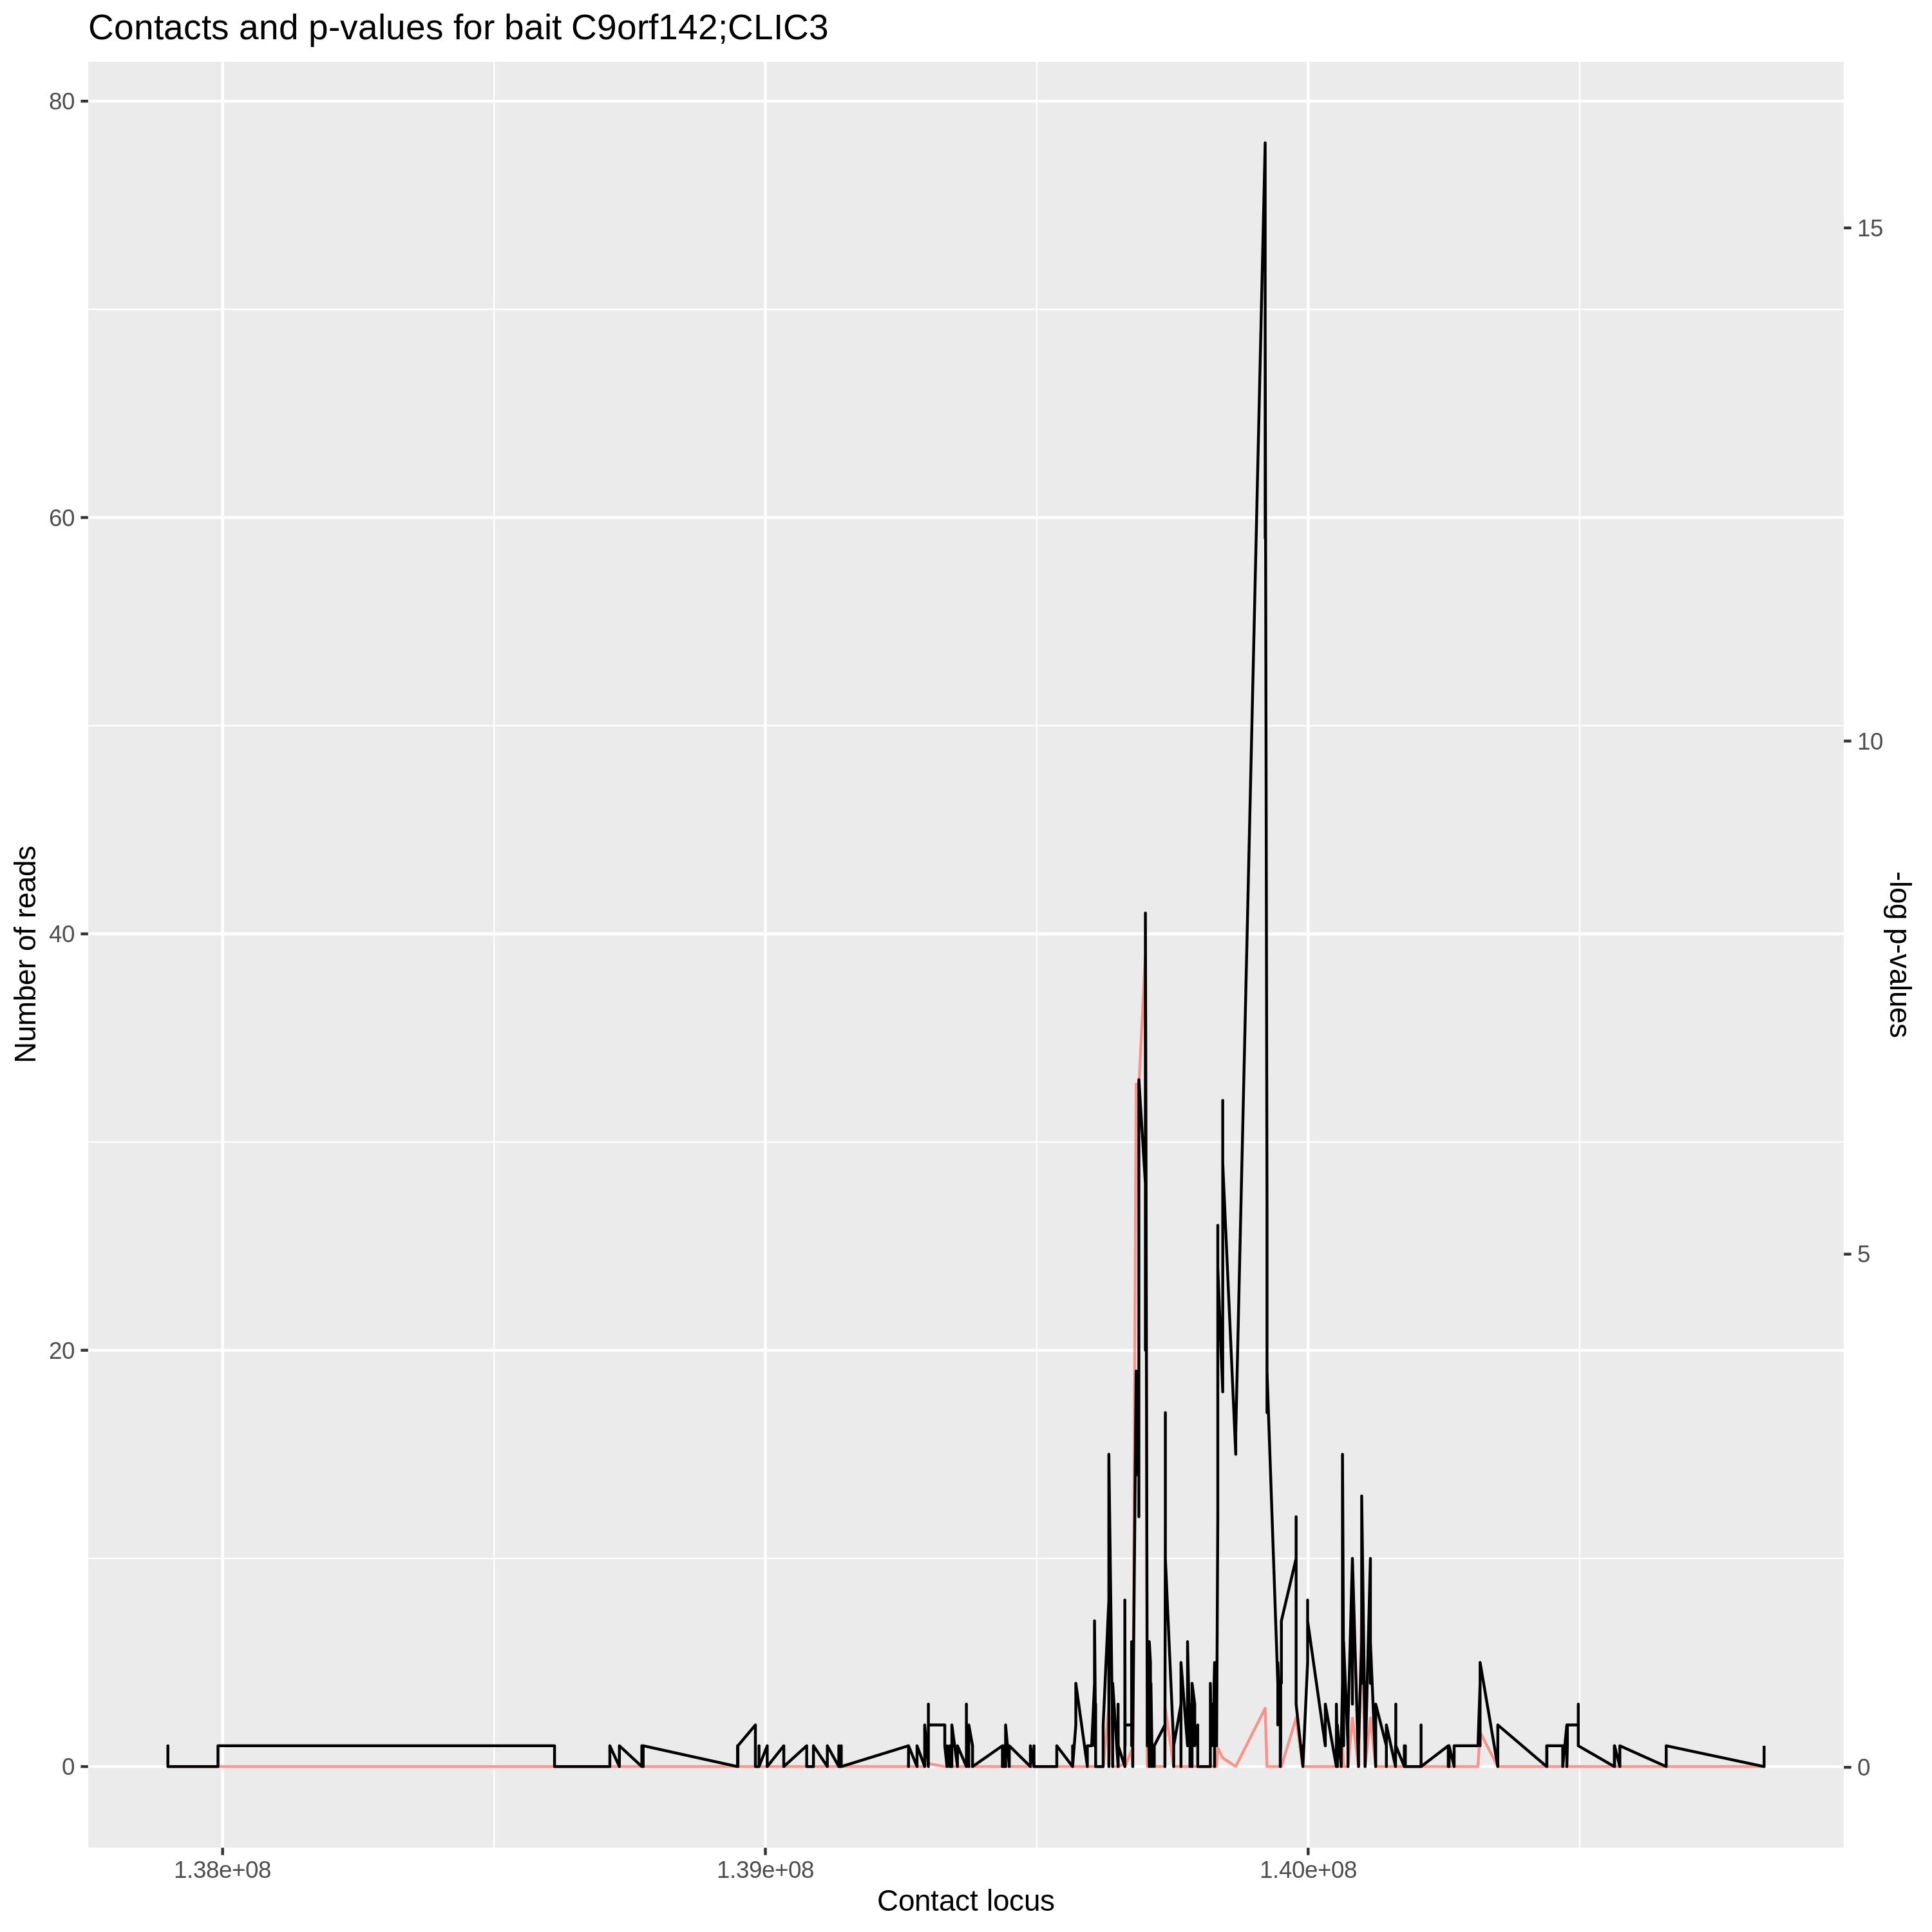 Contacts and p-values for bait C9orf142;CLIC3
80
60
40
20
0
Number of reads
15
10
5
0
-log p-values
1.38e+08
1.39e+08
1.40e+08
Contact locus